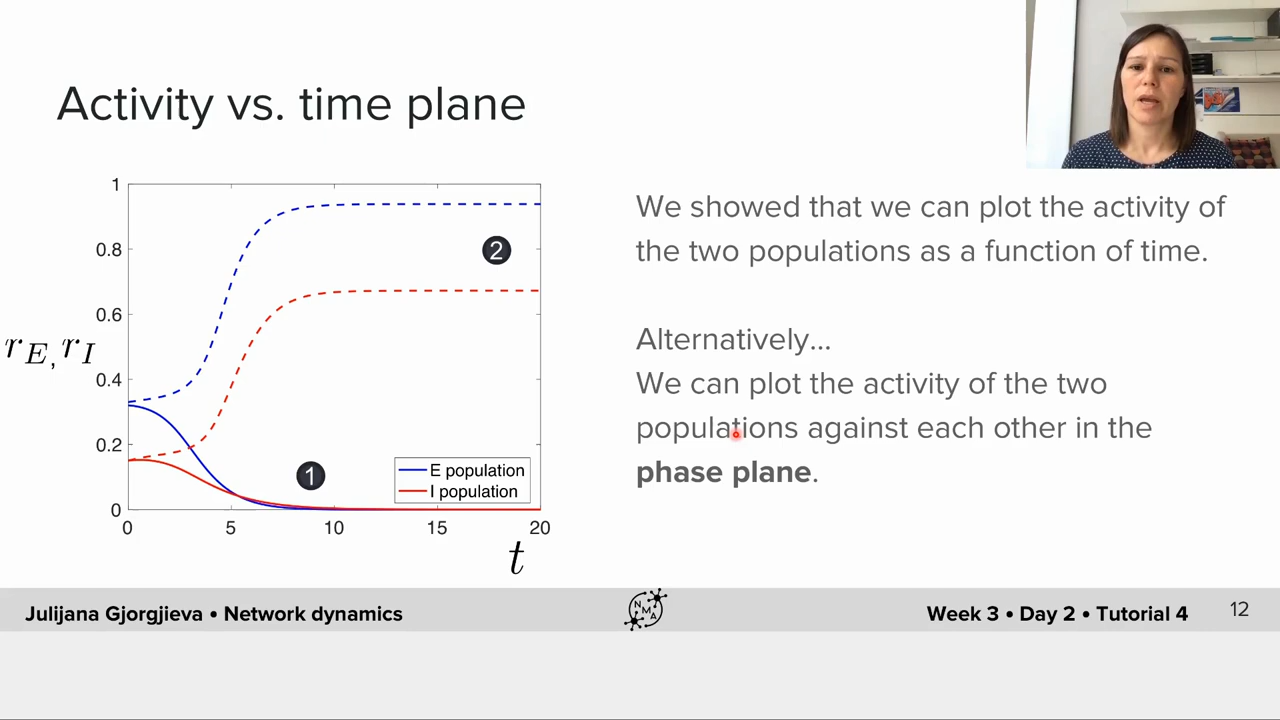 Activity vs. time plane
We showed that we can plot the activity of
the two populations as a function of time.
Alternatively...
We can plot the activity of the two
populations against each other in the
phase plane.
1
0.8
0.6
0.4
0.2
0
r_E, r_I
2
1
E population
I population
0
5
10
15
20
t
Julijana Gjorgjieva • Network dynamics
NMA
Week 3 • Day 2 • Tutorial 4
12